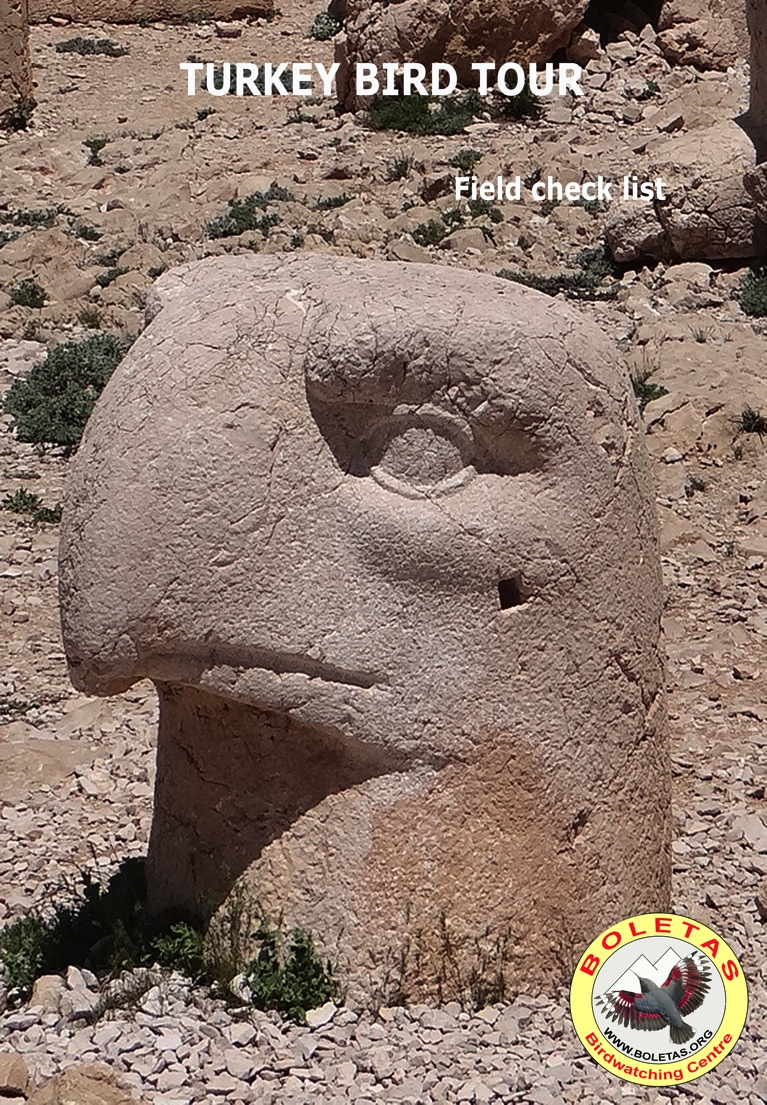 TURKEY BIRD TOUR
Field check list
BOLETAS
WWW.BOLETAS.ORG
Birdwatching Centre